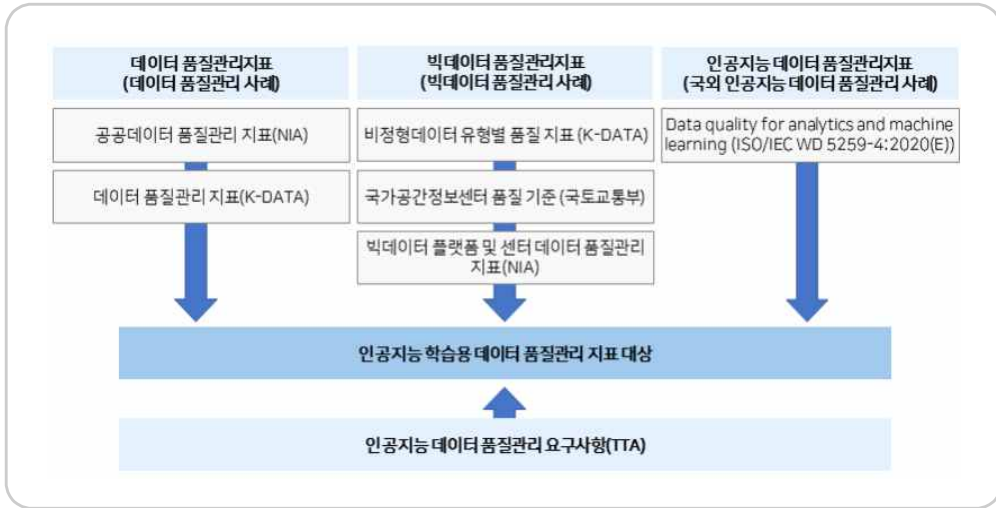 데이터 품질관리지표
(데이터 품질관리 사례)
공공데이터 품질관리 지표(NIA)
데이터 품질관리 지표(K-DATA)
빅데이터 품질관리지표
(빅데이터 품질관리 사례)
비정형데이터 유형별 품질 지표 (K-DATA)
국가공간정보센터 품질 기준 (국토교통부)
빅데이터 플랫폼 및 센터 데이터 품질관리
지표(NIA)
인공지능 데이터 품질관리지표
(국외 인공지능 데이터 품질관리 사례)
Data quality for analytics and machine
learning (ISO/IEC WD 5259-4:2020(E))
인공지능 학습용 데이터 품질관리 지표 대상
인공지능 데이터 품질관리 요구사항(TTA)